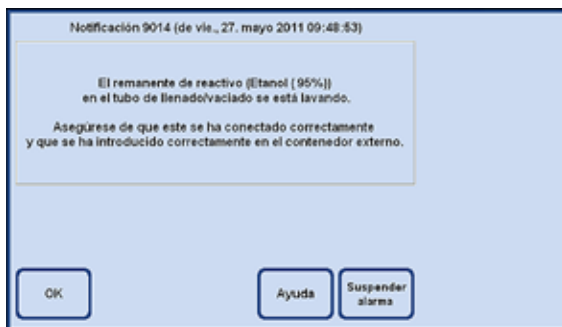 Notificación 9014 (de vie., 27. mayo 2011 09:48:53)
El remanente de reactivo (Etanol (95%))
en el tubo de llenado/vaciado se está lavando.
Asegúrese de que este se ha conectado correctamente
y que se ha introducido correctamente en el contenedor externo.
OK
Ayuda
Suspender
alarma